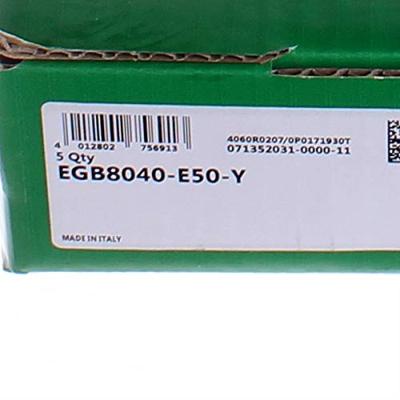 4 012802 756913
4060R0207/0P0171930T
071352031-0000-11
5 Qty
EGB8040-E50-Y
MADE IN ITALY